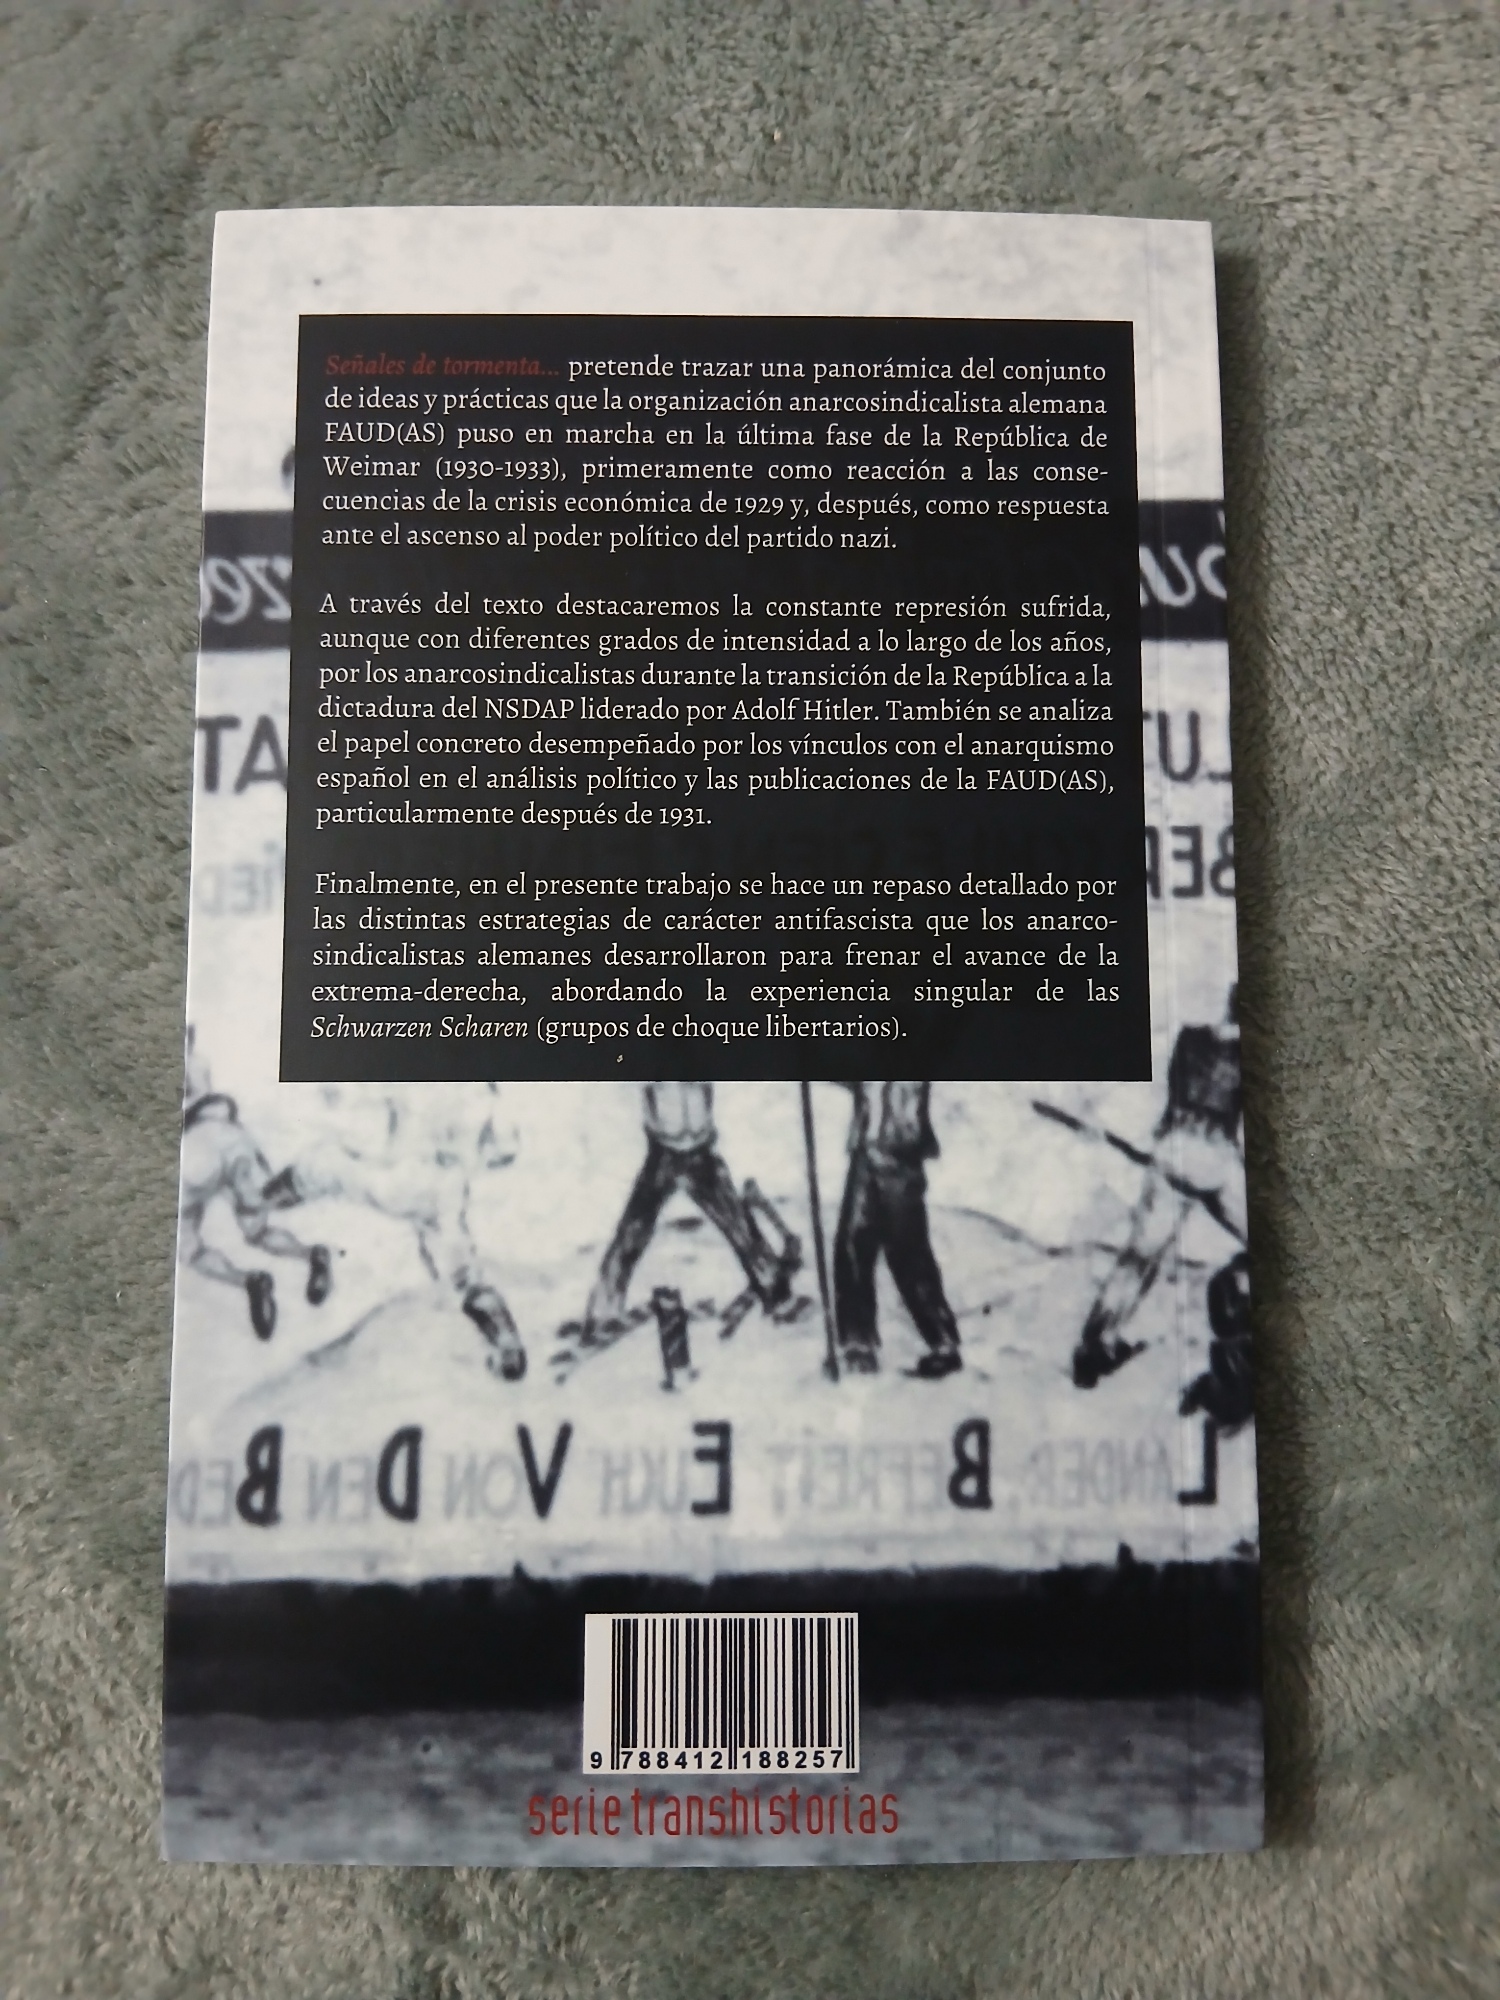 Señales de tormenta... pretende trazar una panorámica del conjunto
de ideas y prácticas que la organización anarcosindicalista alemana
FAUD(AS) puso en marcha en la última fase de la República de
Weimar (1930-1933), primeramente como reacción a las conse-
cuencias de la crisis económica de 1929 y, después, como respuesta
ante el ascenso al poder político del partido nazi.
A través del texto destacaremos la constante represión sufrida,
aunque con diferentes grados de intensidad a lo largo de los años,
por los anarcosindicalistas durante la transición de la República a la
dictadura del NSDAP liderado por Adolf Hitler. También se analiza
el papel concreto desempeñado por los vínculos con el anarquismo
español en el análisis político y las publicaciones de la FAUD(AS),
particularmente después de 1931.
Finalmente, en el presente trabajo se hace un repaso detallado por
las distintas estrategias de carácter antifascista que los anarco-
sindicalistas alemanes desarrollaron para frenar el avance de la
extrema-derecha, abordando la experiencia singular de las
Schwarzen Scharen (grupos de choque libertarios).
LÄNDER, BEFREIT EUCH VON DEN BED
9 788412 188257
serie transhistorias